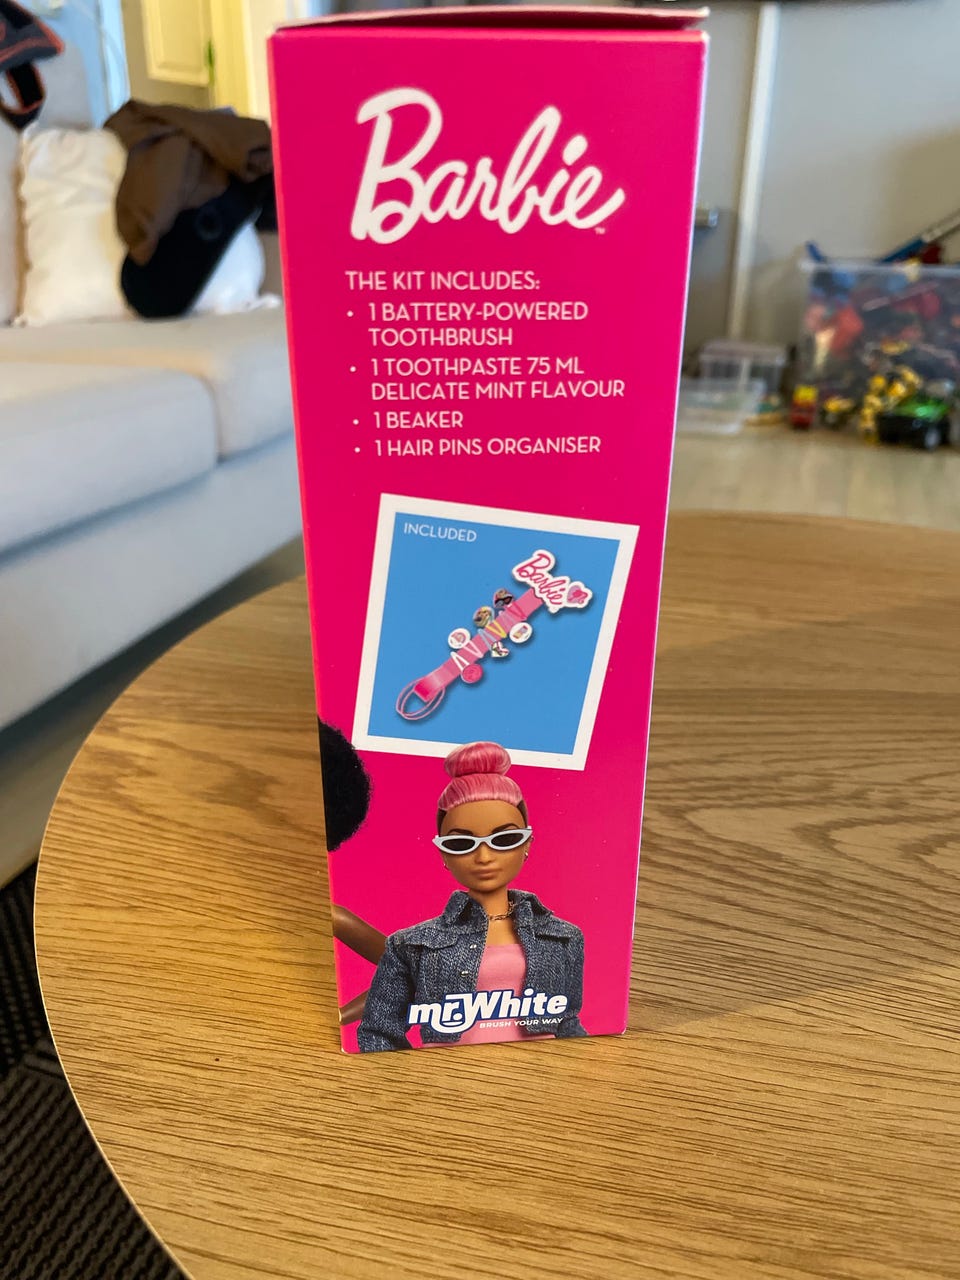 Barbie™
THE KIT INCLUDES:
• 1 BATTERY-POWERED
TOOTHBRUSH
• 1 TOOTHPASTE 75 ML
DELICATE MINT FLAVOUR
• 1 BEAKER
• 1 HAIR PINS ORGANISER
INCLUDED
Barbie
mr.White
BRUSH YOUR WAY